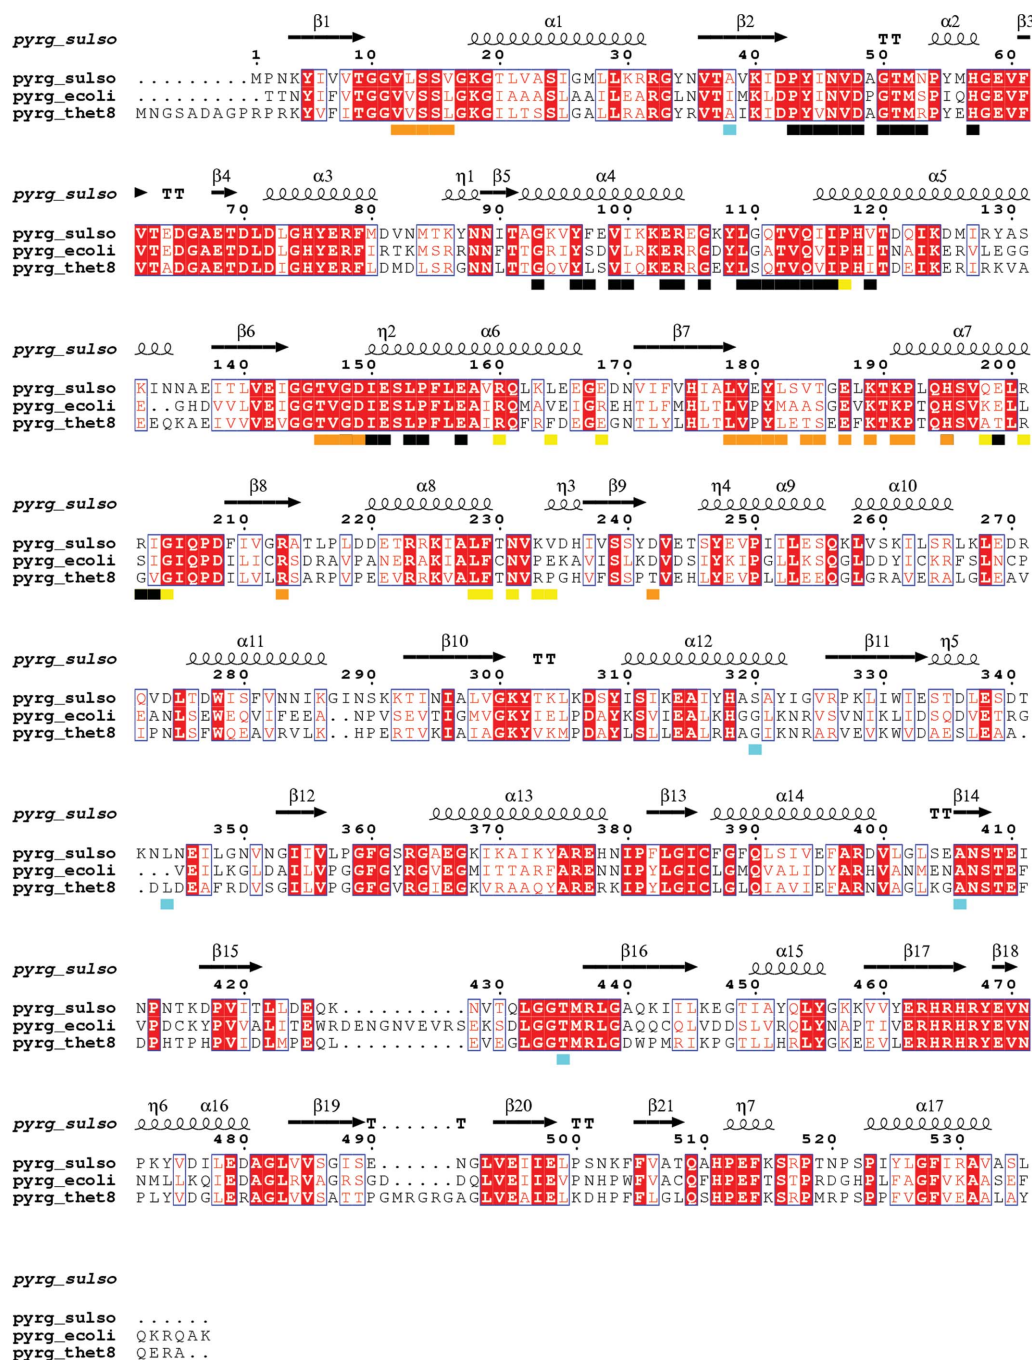 β1 α1 β2 α2 β3
pyrg_sulso TT
1 10 20 30 40 50 60
pyrg_sulso .........MPNKYIVVTGGVLSSVGKGTLVASIGMLLKRRGYNVTAVKIDPYINVDAGTMNPYMHGEVF
pyrg_ecoli ..........TTNYIFVTGGVVSSLGKGIAAASLAAILEARGLNVTIMKLDPYINVDPGTMSPIQHGEVF
pyrg_thet8 MNGSADAGPRPRKYVFITGGVVSSLGKGILTSSLGALLRARGYRVTAIKIDPYINVDAGTMRPYEHGEVF
β4 α3 η1 β5 α4 α5
pyrg_sulso TT
70 80 90 100 110 120 130
pyrg_sulso VTEDGAETDLDLGHYERFMDVNMTKYNNITAGKVYFEVIKKEREGKYLGQTVQIIPHVTDQIKDMIRYAS
pyrg_ecoli VTEDGAETDLDLGHYERFIRTKMSRRNNFTTGRIYSDVLRKERRGDYLGATVQVIPHITNAIKERVLEGG
pyrg_thet8 VTADGAETDLDIGHYERFLDMDLSRGNNLTTGQVYLSVIQKERRGEYLSQTVQVIPHITDEIKERIRKVA
β6 η2 α6 β7 α7
pyrg_sulso
140 150 160 170 180 190 200
pyrg_sulso KINNAEITLVEIGGTVGDIESLPFLEAVRQLKLEEGEDNVIFVHIALVEYLSVTGELKTKPLQHSVQELR
pyrg_ecoli E..GHDVVLVEIGGTVGDIESLPFLEAIRQMAVEIGREHTLFMHLTLVPYMAASGEVKTKPTQHSVKELL
pyrg_thet8 EEQKAEIVVVEVGGTVGDIESLPFLEAIRQFRFDEGEGNTLYLHLTLVPYLETSEEFKTKPTQHSVATLR
β8 α8 η3 β9 η4 α9 α10
pyrg_sulso
210 220 230 240 250 260 270
pyrg_sulso RIGIQPDFIVGRATLPLDDETRRKIALFTNVKVDHIVSSYDVETSYEVPIILESQKLVSKILSRLKLEDR
pyrg_ecoli SIGIQPDILICRSDRAVPANERAKIALFCNVPEKAVISLKDVDSIYKIPGLLKSQGLDDYICKRFSLNCP
pyrg_thet8 GVGIQPDILVLRSARPVPEEVRRKVALFTNVRPGHVFSSPTVEHLYEVPLLLEEQGLGRAVERALGLEAV
α11 β10 α12 β11 η5
pyrg_sulso TT
280 290 300 310 320 330 340
pyrg_sulso QVDLTDWISFVNNIKGINSKKTINIALVGKYTKLKDSYISIKEAIYHASAYIGVRPKLIWIESTDLESDT
pyrg_ecoli EANLSEWEQVIFEEA..NPVSEVTIGMVGKYIELPDAYKSVIEALKHGGLKNRVSVNIKLIDSQDVETRG
pyrg_thet8 IPNLSFWQEAVRVLK..HPERTVKIAIAGKYVKMPDAYLSLLEALRHAGIKNRARVEVKWVDAESLEAA.
β12 α13 β13 α14 β14
pyrg_sulso TT
350 360 370 380 390 400 410
pyrg_sulso KNLNEILGNVNGIIVLPGFGSRGAEGKIKAIKYAREHNIPFLGICFGFQLSIVEFARDVLGLSEANSTEI
pyrg_ecoli ...VEILKGLDAILVPGGFGYRGVEGMITTARFARENNIPYLGICLGMQVALIDYARHVANMENANSTEF
pyrg_thet8 DLDEAFRDVSGILVPGGFGVRGIEGKVRAAQYARERKIPYLGICLGLQIAVIEFARNVAGLKGANSTEF
β15 β16 α15 β17 β18
pyrg_sulso
420 430 440 450 460 470
pyrg_sulso NPNTKDPVITLLDEQK..........NVTQLGGTMRLGAQKIILKEGTIAYQLYGKKVVYERHRHRYEVN
pyrg_ecoli VPDCKYPVVALITEWRDENGNVEVRSEKSDLGGTMRLGAQQCQLVDDSLVRQLYNAPTIVERHRHRYEVN
pyrg_thet8 DPHTPHPVIDLMPEQL..........EVEGLGGTMRLGDWPMRIKPGTLLHRLYGKEEVLERHRHRYEVN
η6 α16 β19 β20 β21 η7 α17
pyrg_sulso T......T TT
480 490 500 510 520 530
pyrg_sulso PKYVDILEDAGLVVSGISE......NGLVEIIELPSNKFFVATQAHPEFKSRPTNPSPIYLGFIRAVASL
pyrg_ecoli NMLLKQIEDAGLRVAGRSGD.....DQLVEIIEVPNHPWFVACQFHPEFTSTPRDGHPLFAGFVKAASEF
pyrg_thet8 PLYVDGLERAGLVVSATTPGMRGRGAGLVEAIELKDHPFFLGLQSHPEFKSRPMRPSPPFVGFVEAALAY
pyrg_sulso
pyrg_sulso ......
pyrg_ecoli QKRQAK
pyrg_thet8 QERA..